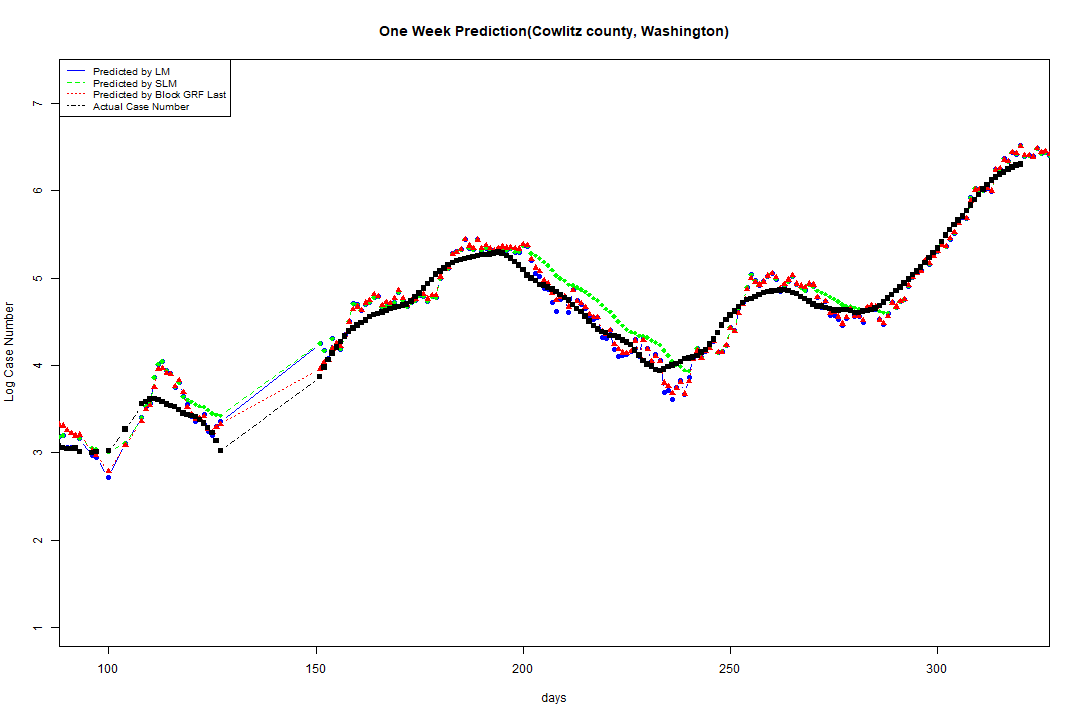 One Week Prediction(Cowlitz county, Washington)
Predicted by LM
Predicted by SLM
Predicted by Block GRF Last
Actual Case Number
7
6
5
4
3
2
1
Log Case Number
100 150 200 250 300
days